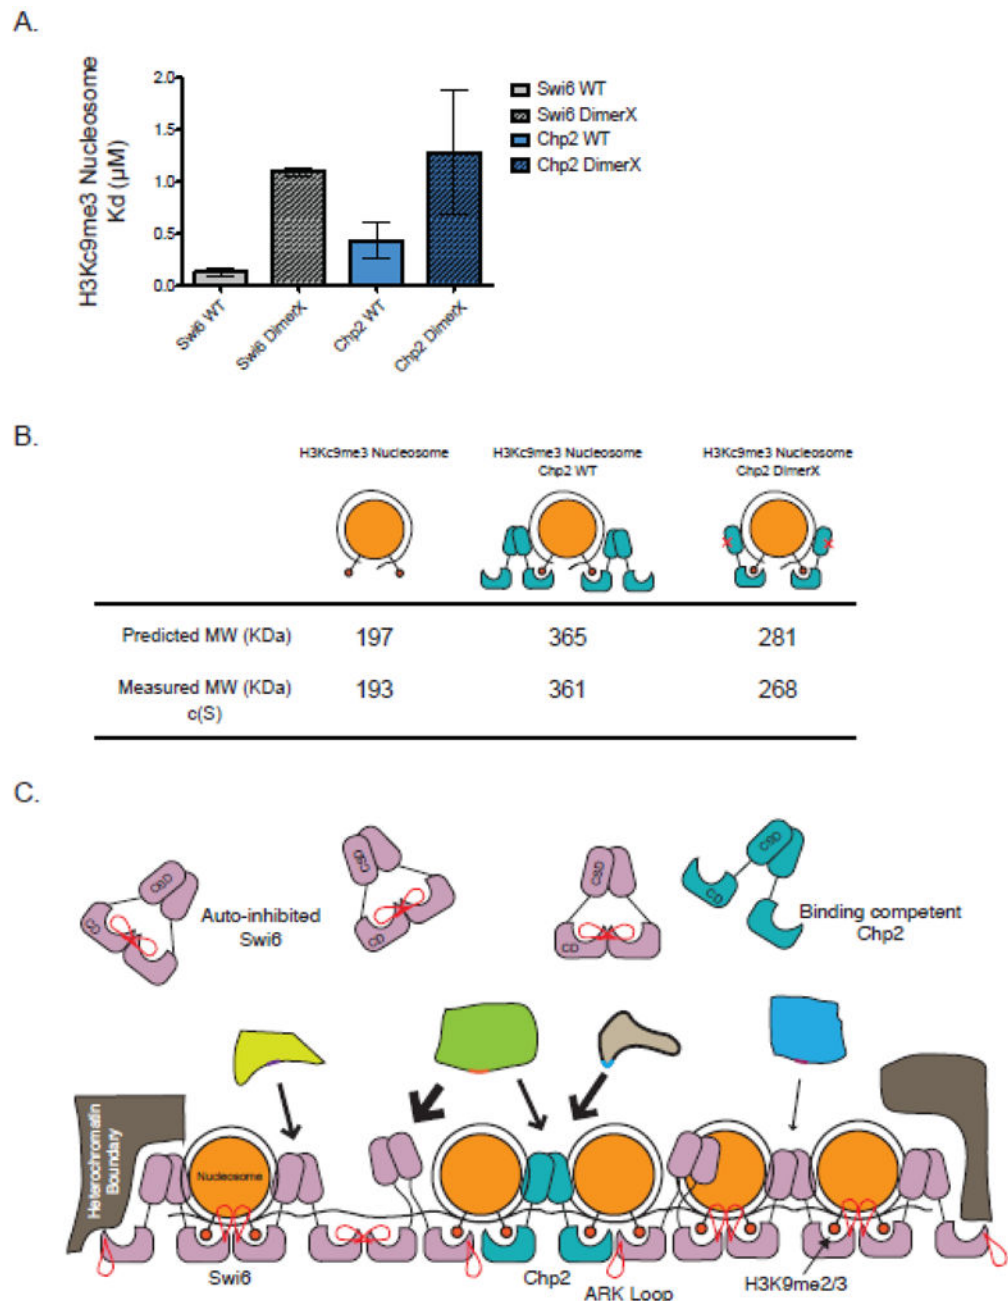 A.
H3Kc9me3 Nucleosome
Kd (µM)
2.0
1.5
1.0
0.5
0.0
Swi6 WT
Swi6 DimerX
Chp2 WT
Chp2 DimerX
Swi6 WT
Swi6 DimerX
Chp2 WT
Chp2 DimerX
B.
H3Kc9me3 Nucleosome
H3Kc9me3 Nucleosome
Chp2 WT
H3Kc9me3 Nucleosome
Chp2 DimerX
Predicted MW (KDa) 197 365 281
Measured MW (KDa) 193 361 268
c(S)
C.
CSD
CD
Auto-inhibited
Swi6
CSD
CD
CSD
CD
CSD
CD
Binding competent
Chp2
Heterochromatin
Boundary
Nucleosome
Swi6
Chp2
ARK Loop
H3K9me2/3